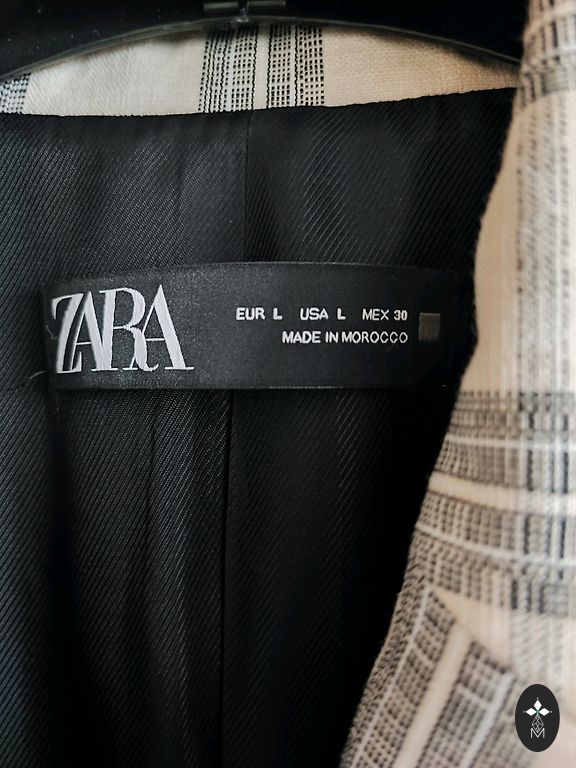 ZARA
EUR L USA L MEX 30
MADE IN MOROCCO
M